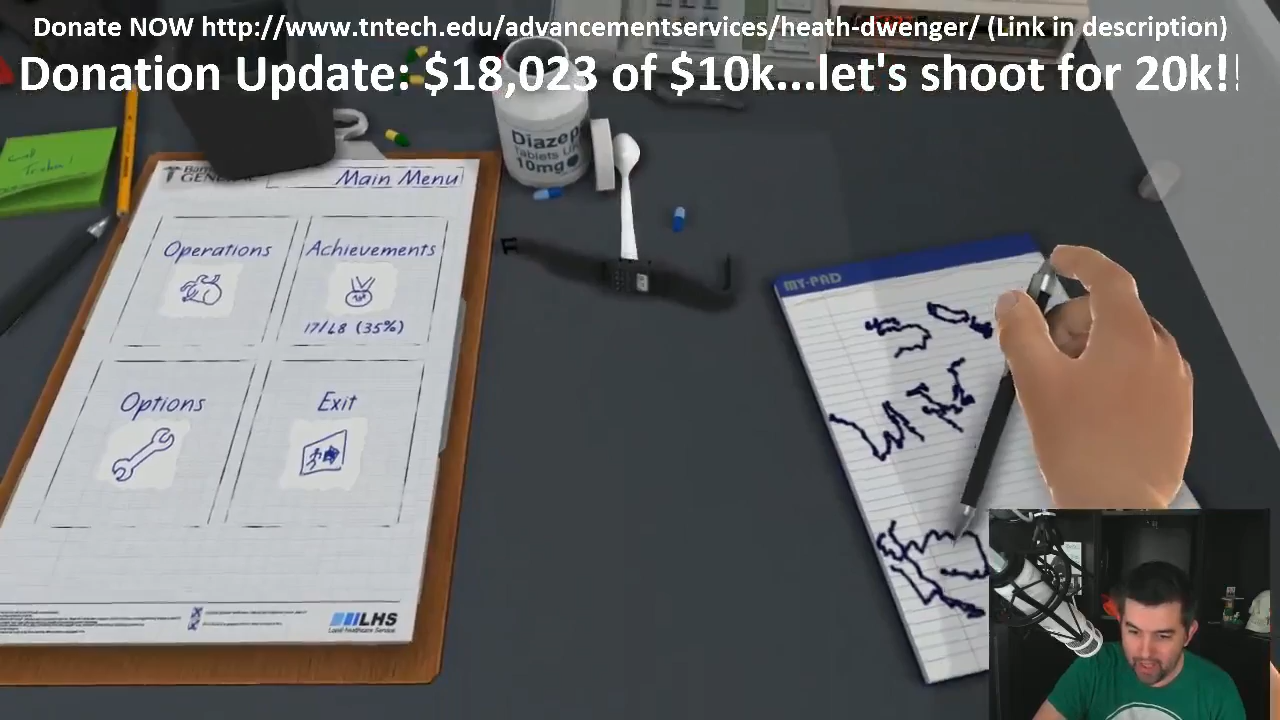 Donate NOW http://www.tntech.edu/advancementservices/heath-dwenger/ (Link in description)
Donation Update: $18,023 of $10k...let's shoot for 20k!!
Main Menu
Operations
Achievements
17/48 (35%)
Options
Exit
LHS
Diazep
Tablets
10mg
MY-PAD